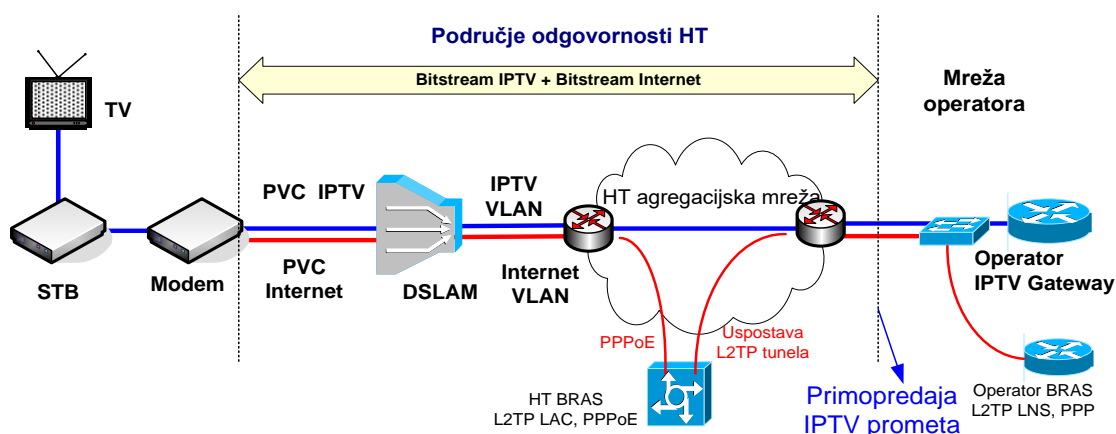 Područje odgovornosti HT
Bitstream IPTV + Bitstream Internet
Mreža
operatora
TV
PVC IPTV
IPTV
VLAN
HT agregacijska mreža
STB
Modem
PVC
Internet
DSLAM
Internet
VLAN
Operator
IPTV Gateway
PPPoE
Uspostava
L2TP tunela
HT BRAS
L2TP LAC, PPPoE
Primopredaja
IPTV prometa
Operator BRAS
L2TP LNS, PPP